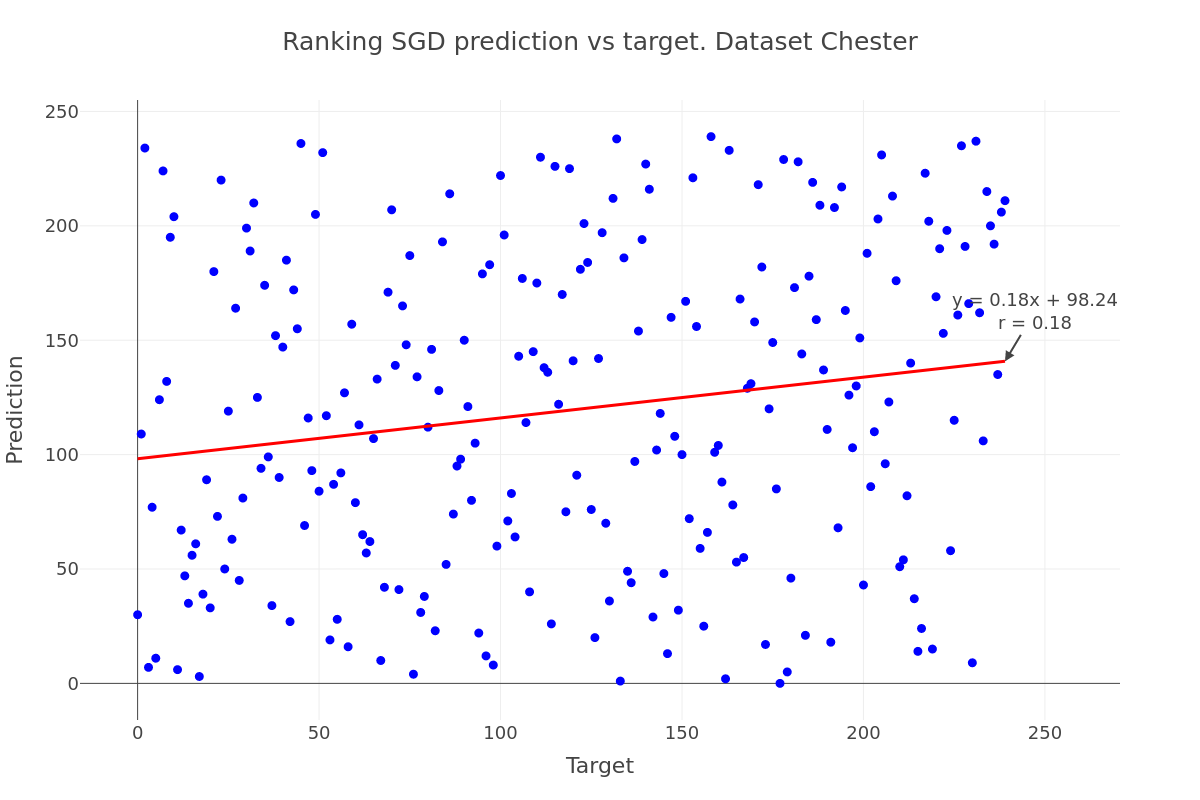 Ranking SGD prediction vs target. Dataset Chester
250
200
150
100
50
0
Prediction
y = 0.18x + 98.24
r = 0.18
0 50 100 150 200 250
Target